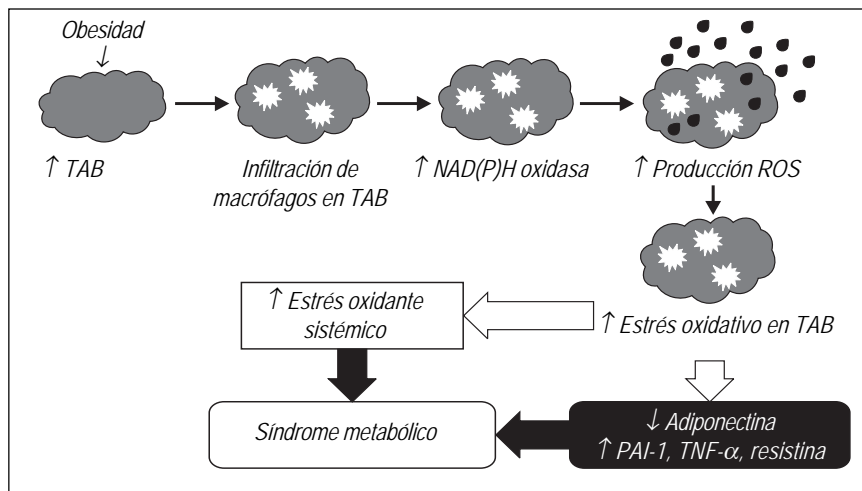 Obesidad
↓
↑ TAB
Infiltración de
macrófagos en TAB
↑ NAD(P)H oxidasa
↑ Producción ROS
↑ Estrés oxidativo en TAB
↑ Estrés oxidante
sistémico
↓ Adiponectina
↑ PAI-1, TNF-α, resistina
Síndrome metabólico